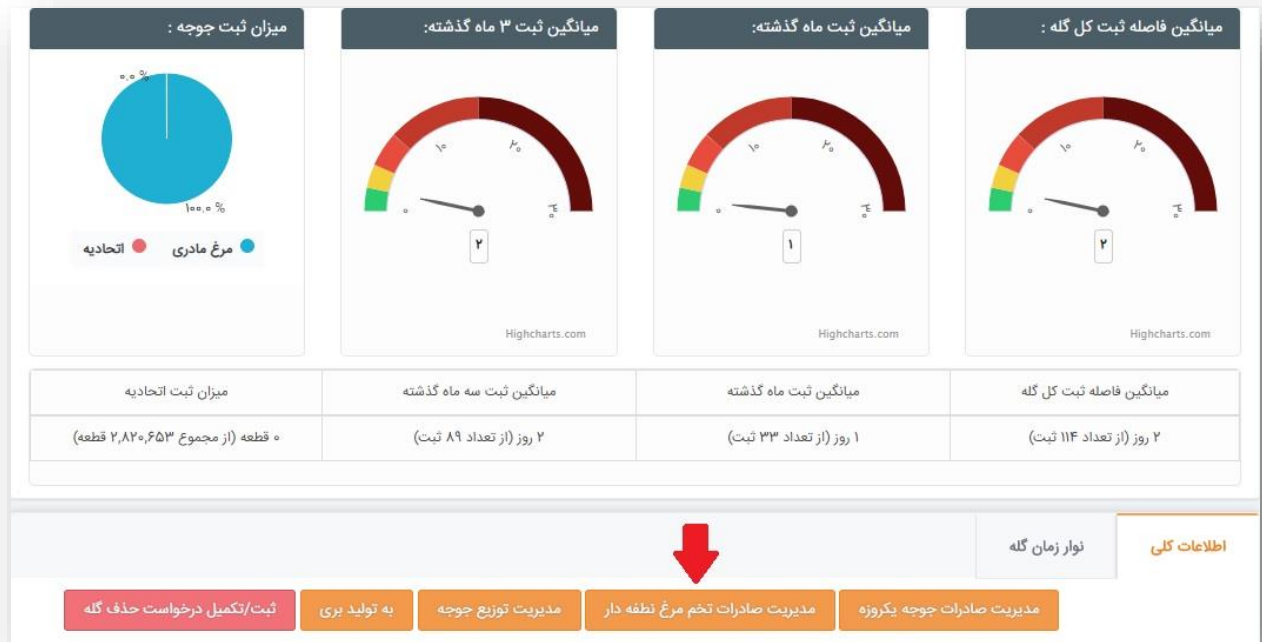 میانگین فاصله ثبت کل گله :
میانگین ثبت ماه گذشته:
میانگین ثبت ۳ ماه گذشته:
میزان ثبت جوجه :
۰
۱۰
۲۰
۳۰
۲
Highcharts.com
۰
۱۰
۲۰
۳۰
۱
Highcharts.com
۰
۱۰
۲۰
۳۰
۲
Highcharts.com
۰.۰ %
۱۰۰.۰ %
مرغ مادری
اتحادیه
میانگین فاصله ثبت کل گله
میانگین ثبت ماه گذشته
میانگین ثبت سه ماه گذشته
میزان ثبت اتحادیه
۲ روز (از تعداد ۱۱۴ ثبت)
۱ روز (از تعداد ۳۳ ثبت)
۲ روز (از تعداد ۸۹ ثبت)
۰ قطعه (از مجموع ۲,۸۲۰,۶۵۳ قطعه)
اطلاعات کلی
نوار زمان گله
مدیریت صادرات جوجه یکروزه
مدیریت صادرات تخم مرغ نطفه دار
مدیریت توزیع جوجه
به تولید بری
ثبت/تکمیل درخواست حذف گله